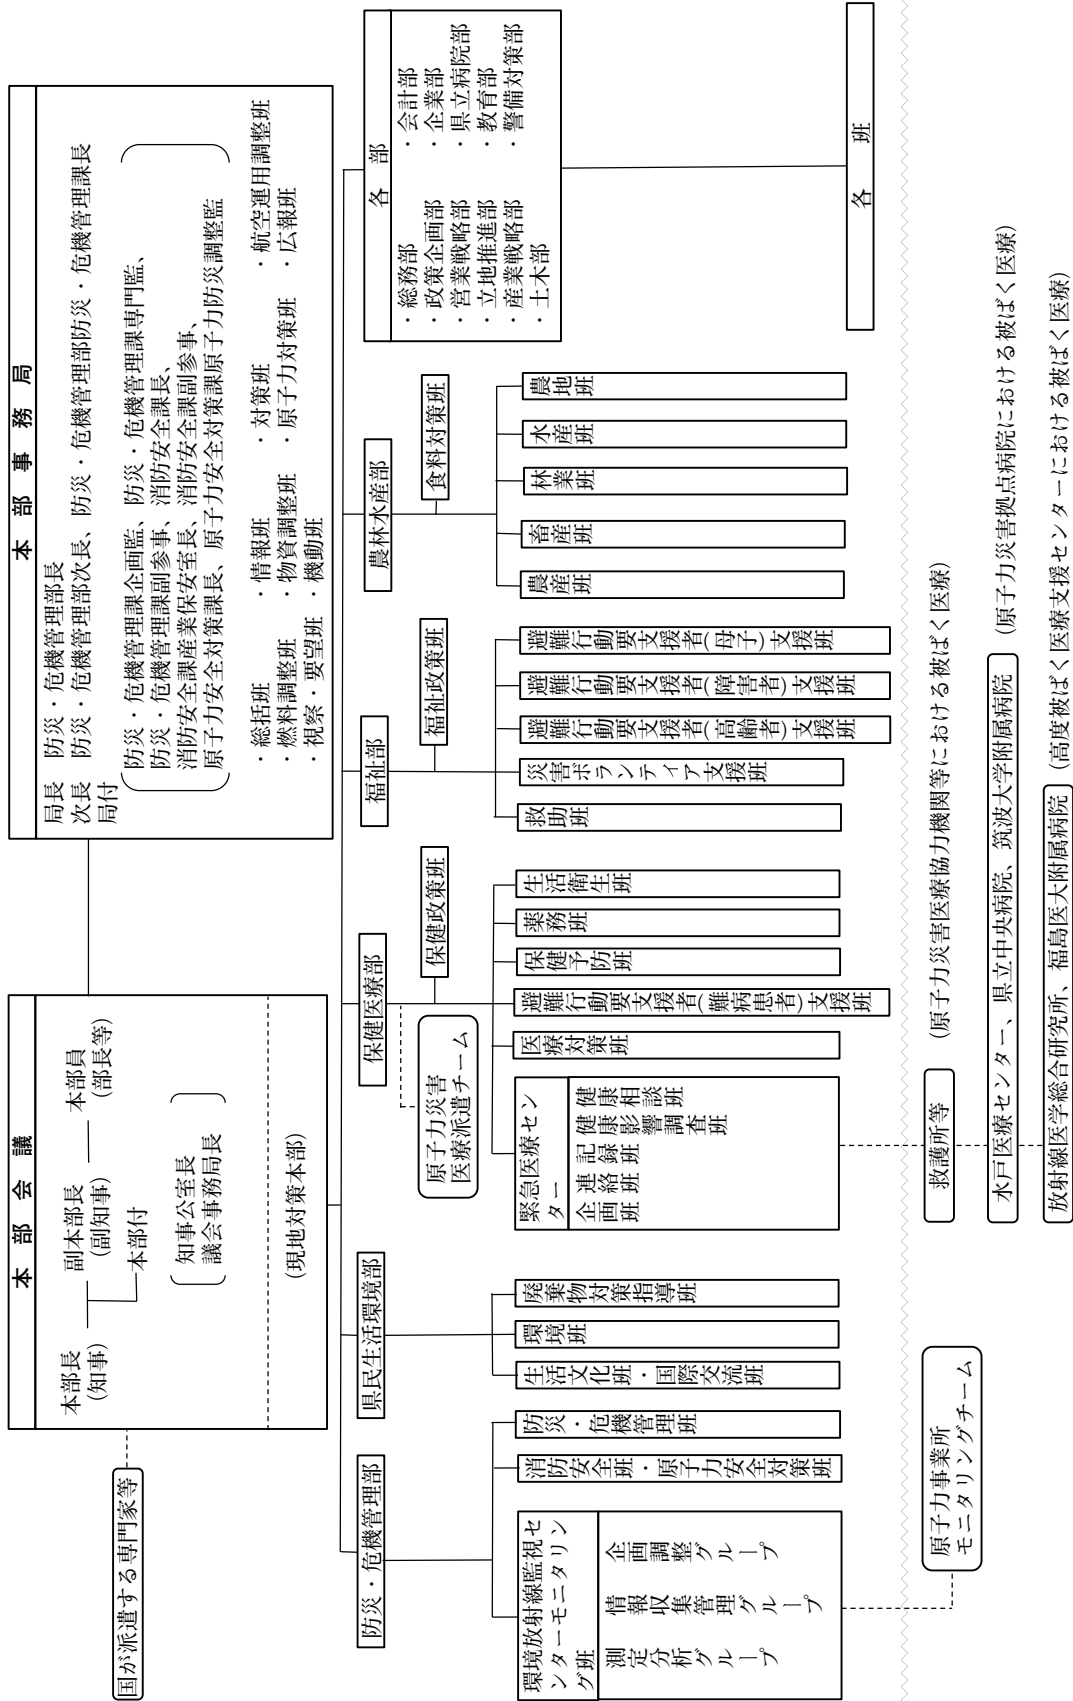 本部会議
本部長
(知事)
副本部長
(副知事)
本部員
(部長等)
本部付
知事公室長
議会事務局長
(現地対策本部)
国が派遣する専門家等
本部事務局
局長 防災・危機管理部長
次長 防災・危機管理部次長、防災・危機管理部防災・危機管理課長
局付
防災・危機管理課企画監、防災・危機管理課専門監、
防災・危機管理課副参事、消防安全課長、
消防安全課産業保安室長、消防安全課副参事、
原子力安全対策課長、原子力安全対策課原子力防災調整監
・総括班 ・情報班 ・対策班 ・航空運用調整班
・燃料調整班 ・物資調整班 ・原子力対策班 ・広報班
・視察・要望班 ・機動班
防災・危機管理部
環境放射線監視セ
ンターモニタリン
グ班
測定分析グループ
情報収集管理グループ
企画調整グループ
消防安全班・原子力安全対策班
防災・危機管理班
県民生活環境部
生活文化班・国際交流班
環境班
廃棄物対策指導班
保健医療部
保健政策班
原子力災害
医療派遣チーム
緊急医療セン
ター
企画班
連絡班
記録班
健康影響調査班
健康相談班
医療対策班
避難行動要支援者(難病患者)支援班
保健予防班
薬務班
生活衛生班
福祉部
福祉政策班
救助班
災害ボランティア支援班
避難行動要支援者(高齢者)支援班
避難行動要支援者(障害者)支援班
避難行動要支援者(母子)支援班
農林水産部
食料対策班
農産班
畜産班
林業班
水産班
農地班
各部
・総務部 ・会計部
・政策企画部 ・企業部
・営業戦略部 ・県立病院部
・立地推進部 ・教育部
・産業戦略部 ・警備対策部
・土木部
各班
原子力事業所
モニタリングチーム
救護所等 (原子力災害医療協力機関等における被ばく医療)
水戸医療センター、県立中央病院、筑波大学附属病院 (原子力災害拠点病院における被ばく医療)
放射線医学総合研究所、福島医大附属病院 (高度被ばく医療支援センターにおける被ばく医療)